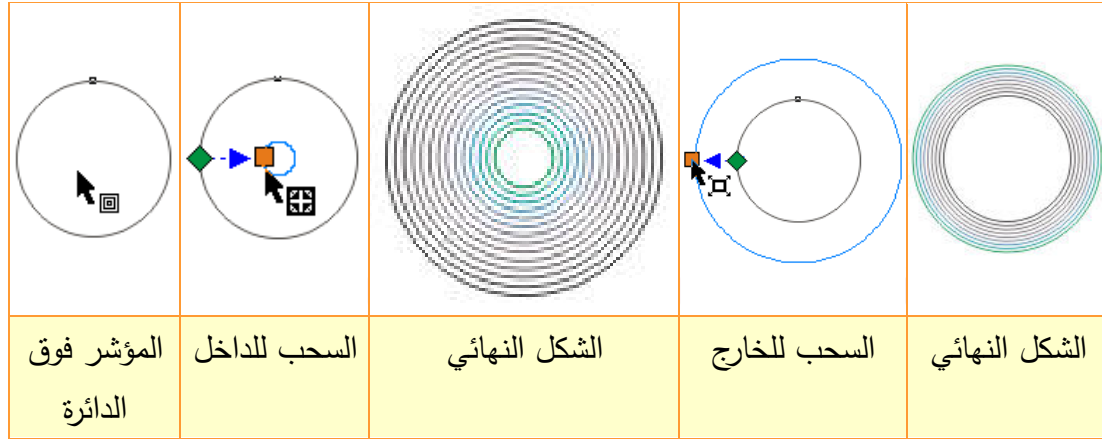 المؤشر فوق
الدائرة
السحب للداخل
الشكل النهائي
السحب للخارج
الشكل النهائي